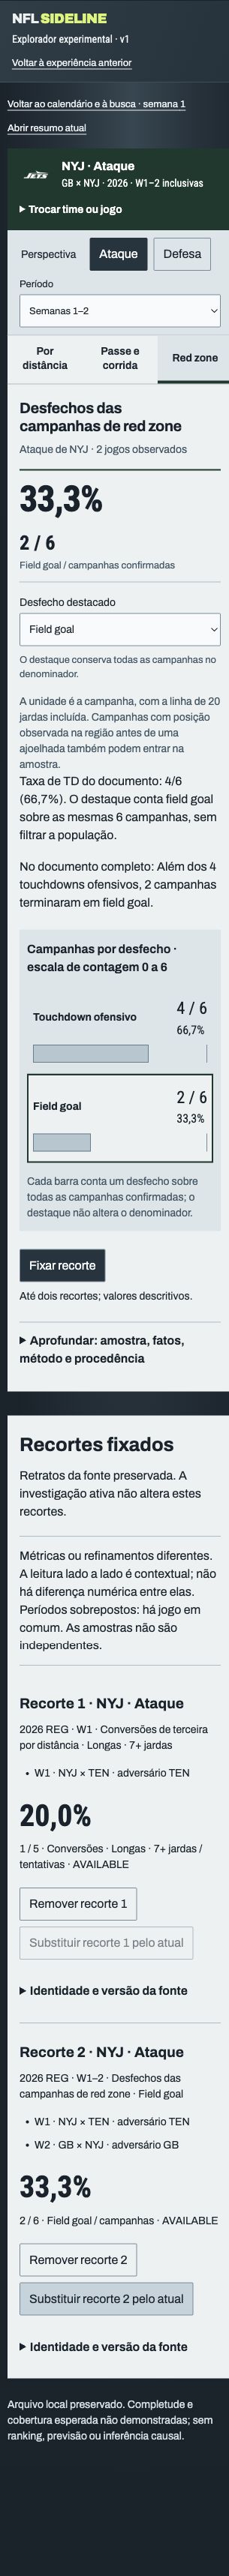 NFL SIDELINE
Explorador experimental · v1
Voltar à experiência anterior
Voltar ao calendário e à busca · semana 1
Abrir resumo atual
JETS
NYJ · Ataque
GB × NYJ · 2026 · W1–2 inclusivas
▶ Trocar time ou jogo
Perspectiva
Ataque
Defesa
Período
Semanas 1–2
Por
distância
Passe e
corrida
Red zone
Desfechos das
campanhas de red zone
Ataque de NYJ · 2 jogos observados
33,3%
2 / 6
Field goal / campanhas confirmadas
Desfecho destacado
Field goal
O destaque conserva todas as campanhas no
denominador.
A unidade é a campanha, com a linha de 20
jardas incluída. Campanhas com posição
observada na região antes de uma
ajoelhada também podem entrar na
amostra.
Taxa de TD do documento: 4/6
(66,7%). O destaque conta field goal
sobre as mesmas 6 campanhas, sem
filtrar a população.
No documento completo: Além dos 4
touchdowns ofensivos, 2 campanhas
terminaram em field goal.
Campanhas por desfecho ·
escala de contagem 0 a 6
Touchdown ofensivo
4 / 6
66,7%
Field goal
2 / 6
33,3%
Cada barra conta um desfecho sobre
todas as campanhas confirmadas; o
destaque não altera o denominador.
Fixar recorte
Até dois recortes; valores descritivos.
▶ Aprofundar: amostra, fatos,
método e procedência
Recortes fixados
Retratos da fonte preservada. A
investigação ativa não altera estes
recortes.
Métricas ou refinamentos diferentes.
A leitura lado a lado é contextual; não
há diferença numérica entre elas.
Períodos sobrepostos: há jogo em
comum. As amostras não são
independentes.
Recorte 1 · NYJ · Ataque
2026 REG · W1 · Conversões de terceira
por distância · Longas · 7+ jardas
• W1 · NYJ × TEN · adversário TEN
20,0%
1 / 5 · Conversões · Longas · 7+ jardas /
tentativas · AVAILABLE
Remover recorte 1
Substituir recorte 1 pelo atual
▶ Identidade e versão da fonte
Recorte 2 · NYJ · Ataque
2026 REG · W1–2 · Desfechos das
campanhas de red zone · Field goal
• W1 · NYJ × TEN · adversário TEN
• W2 · GB × NYJ · adversário GB
33,3%
2 / 6 · Field goal / campanhas · AVAILABLE
Remover recorte 2
Substituir recorte 2 pelo atual
▶ Identidade e versão da fonte
Arquivo local preservado. Completude e
cobertura esperada não demonstradas; sem
ranking, previsão ou inferência causal.